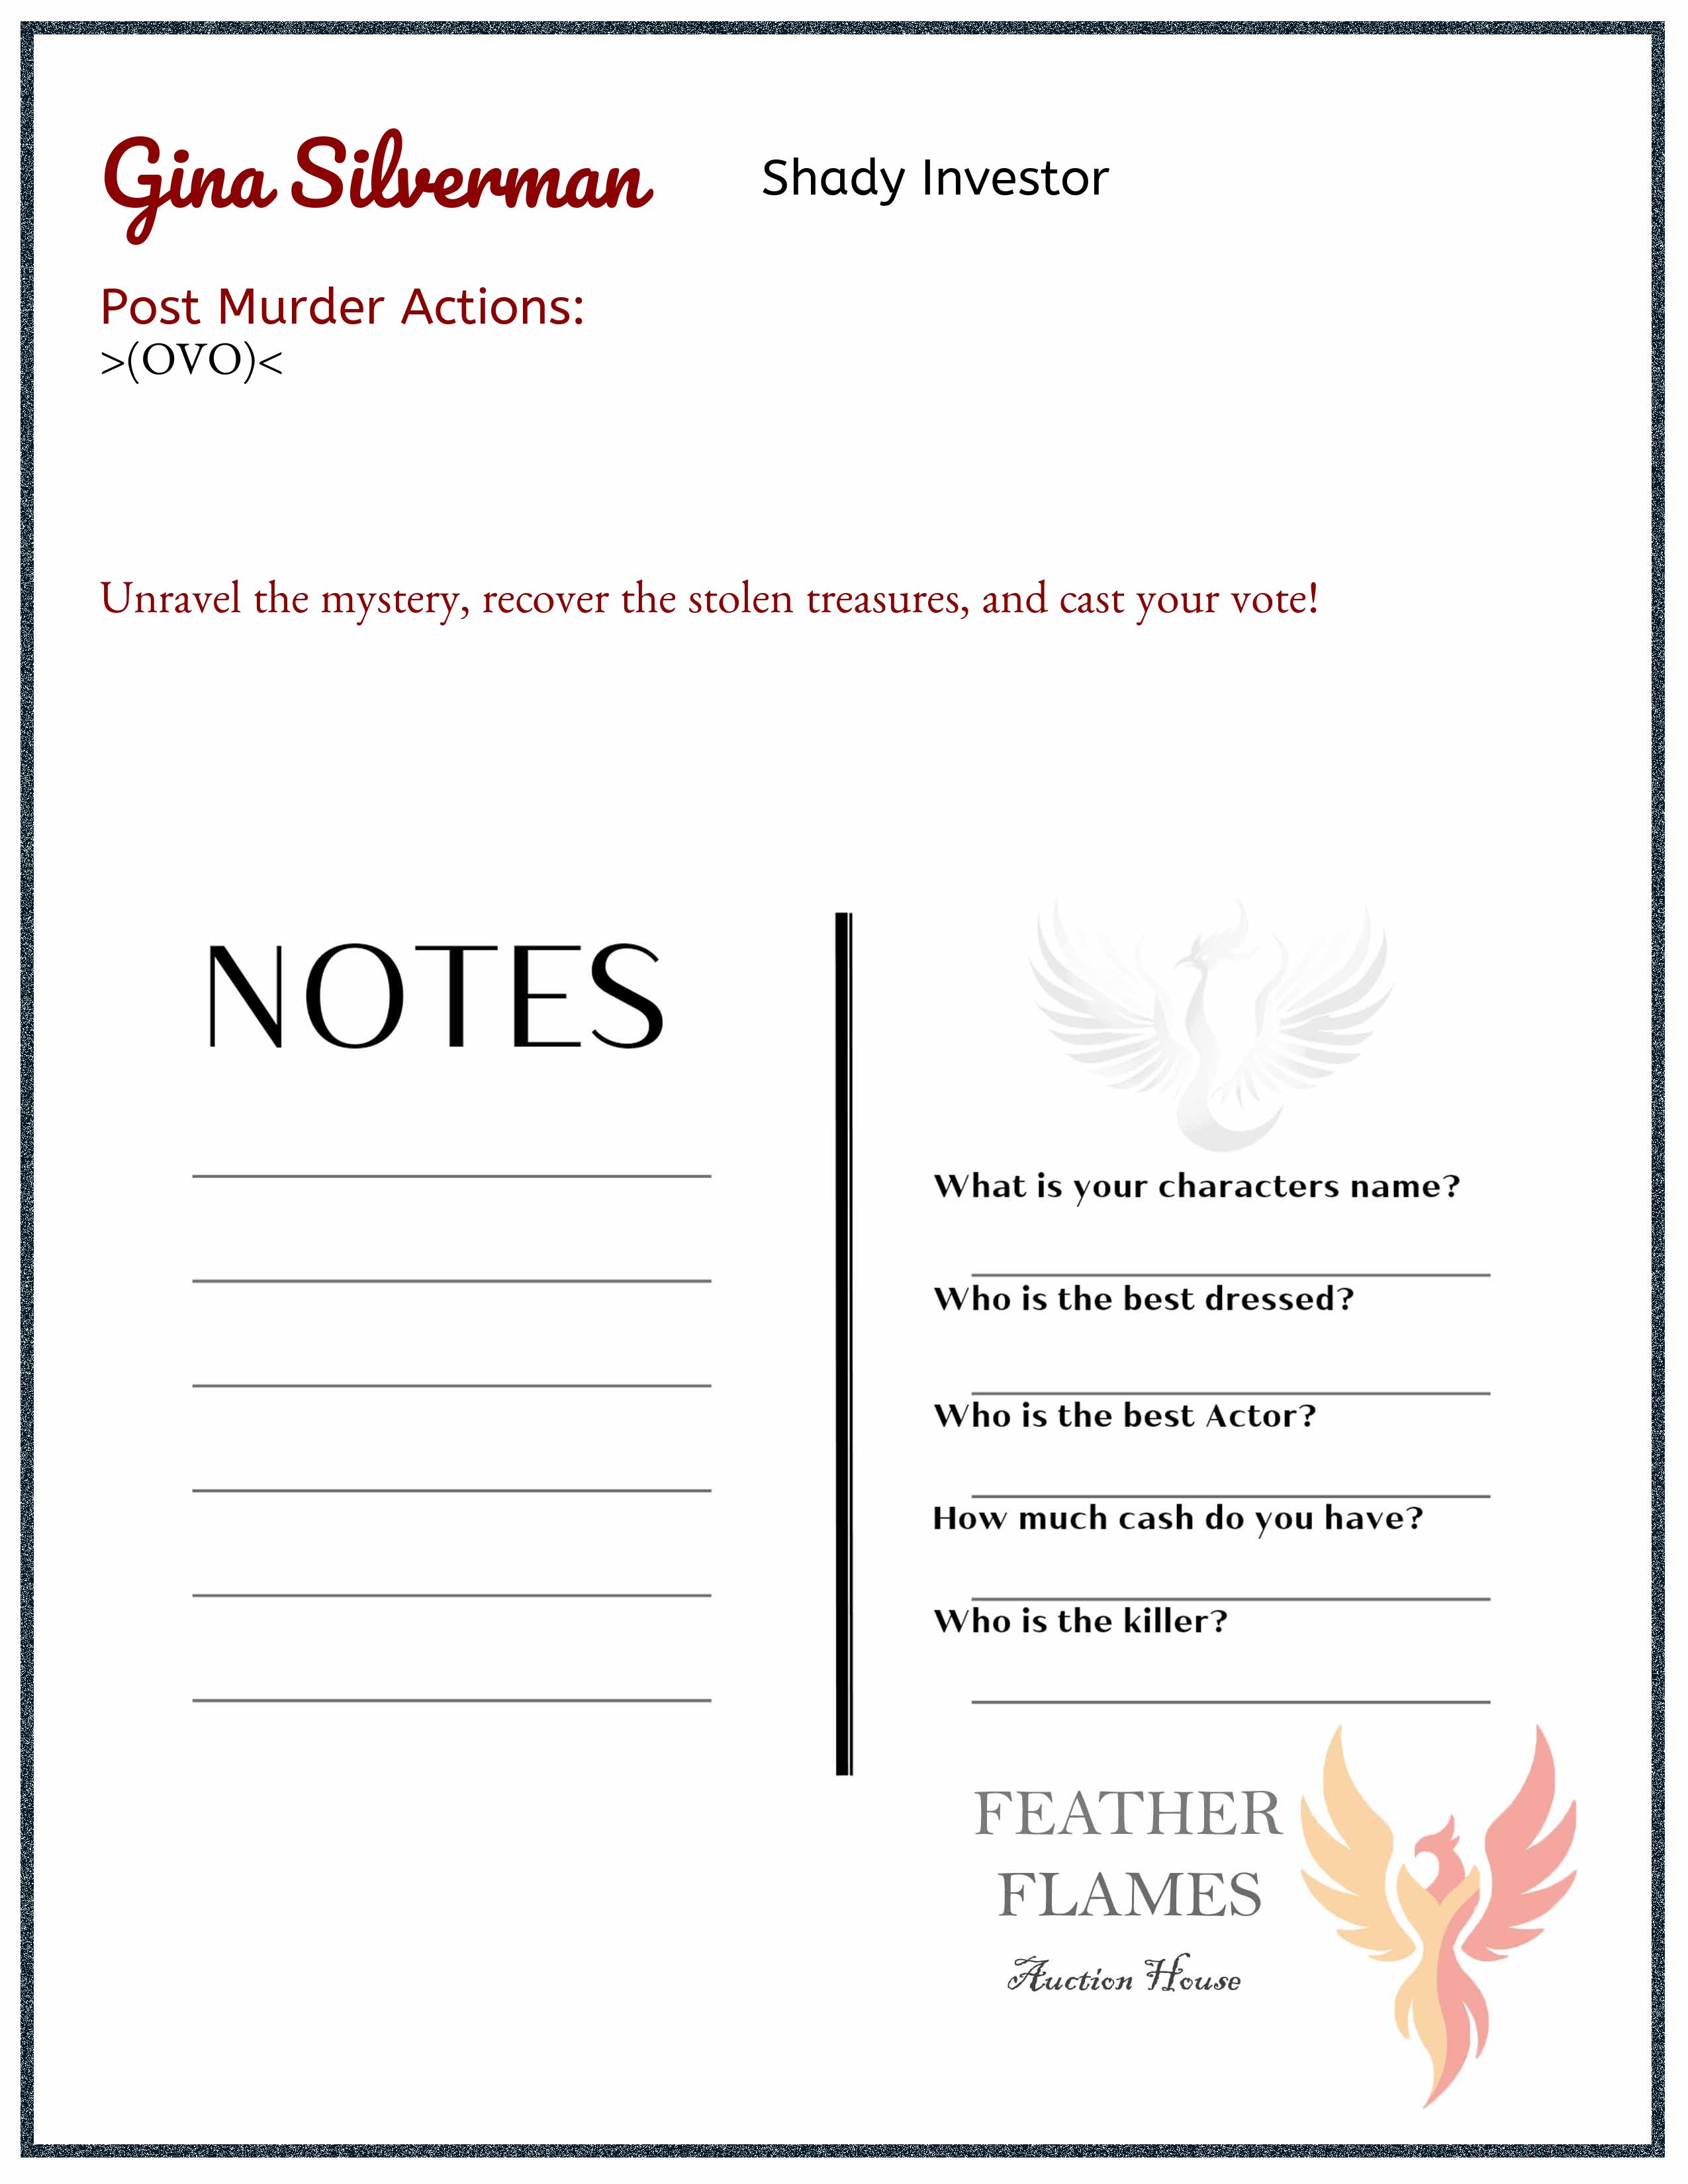 Gina Silverman
Shady Investor
Post Murder Actions:
>(OVO)<
Unravel the mystery, recover the stolen treasures, and cast your vote!
NOTES
What is your characters name?
Who is the best dressed?
Who is the best Actor?
How much cash do you have?
Who is the killer?
FEATHER
FLAMES
Auction House